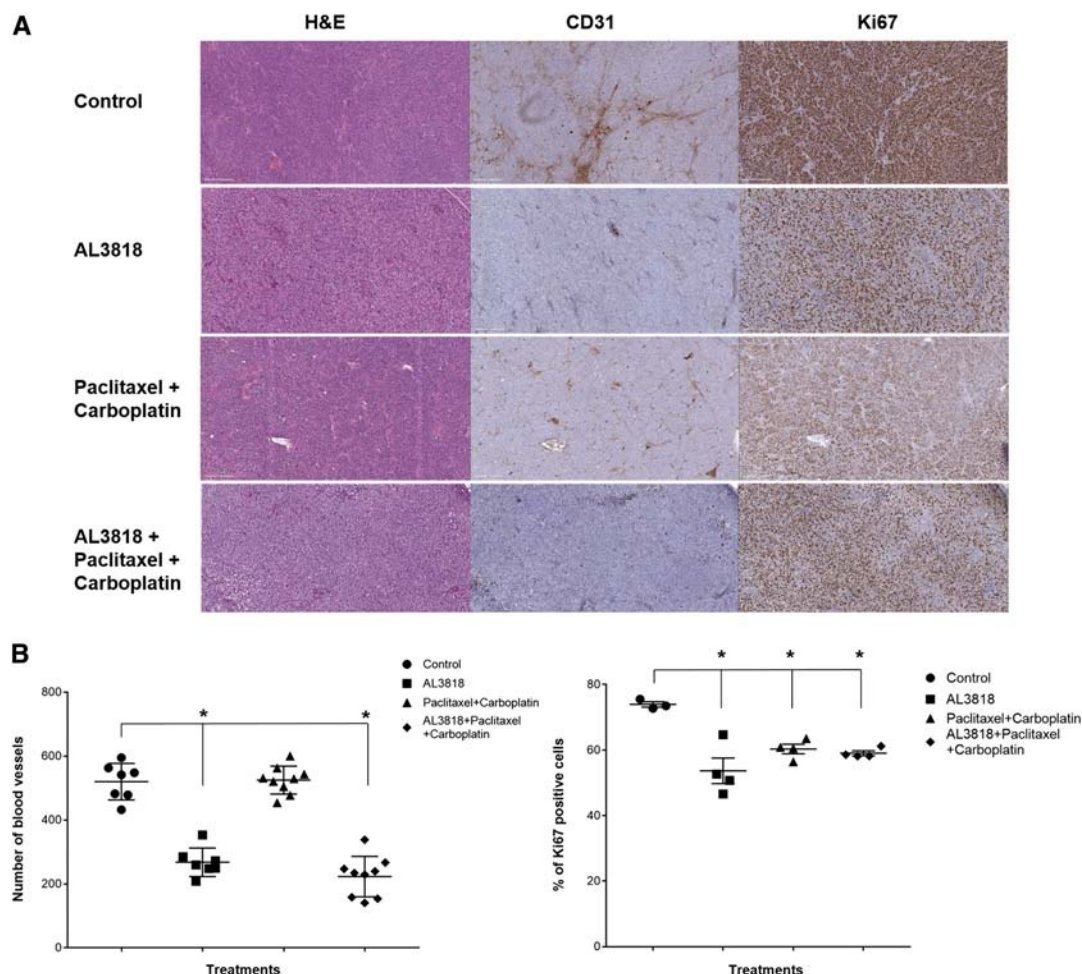 A
H&E
CD31
Ki67
Control
AL3818
Paclitaxel +
Carboplatin
AL3818 +
Paclitaxel +
Carboplatin
B
Number of blood vessels
800
600
400
200
0
*
*
Control
AL3818
Paclitaxel+Carboplatin
AL3818+Paclitaxel
+Carboplatin
Treatments
% of Ki67 positive cells
80
60
40
20
0
*
*
*
Control
AL3818
Paclitaxel+Carboplatin
AL3818+Paclitaxel
+Carboplatin
Treatments